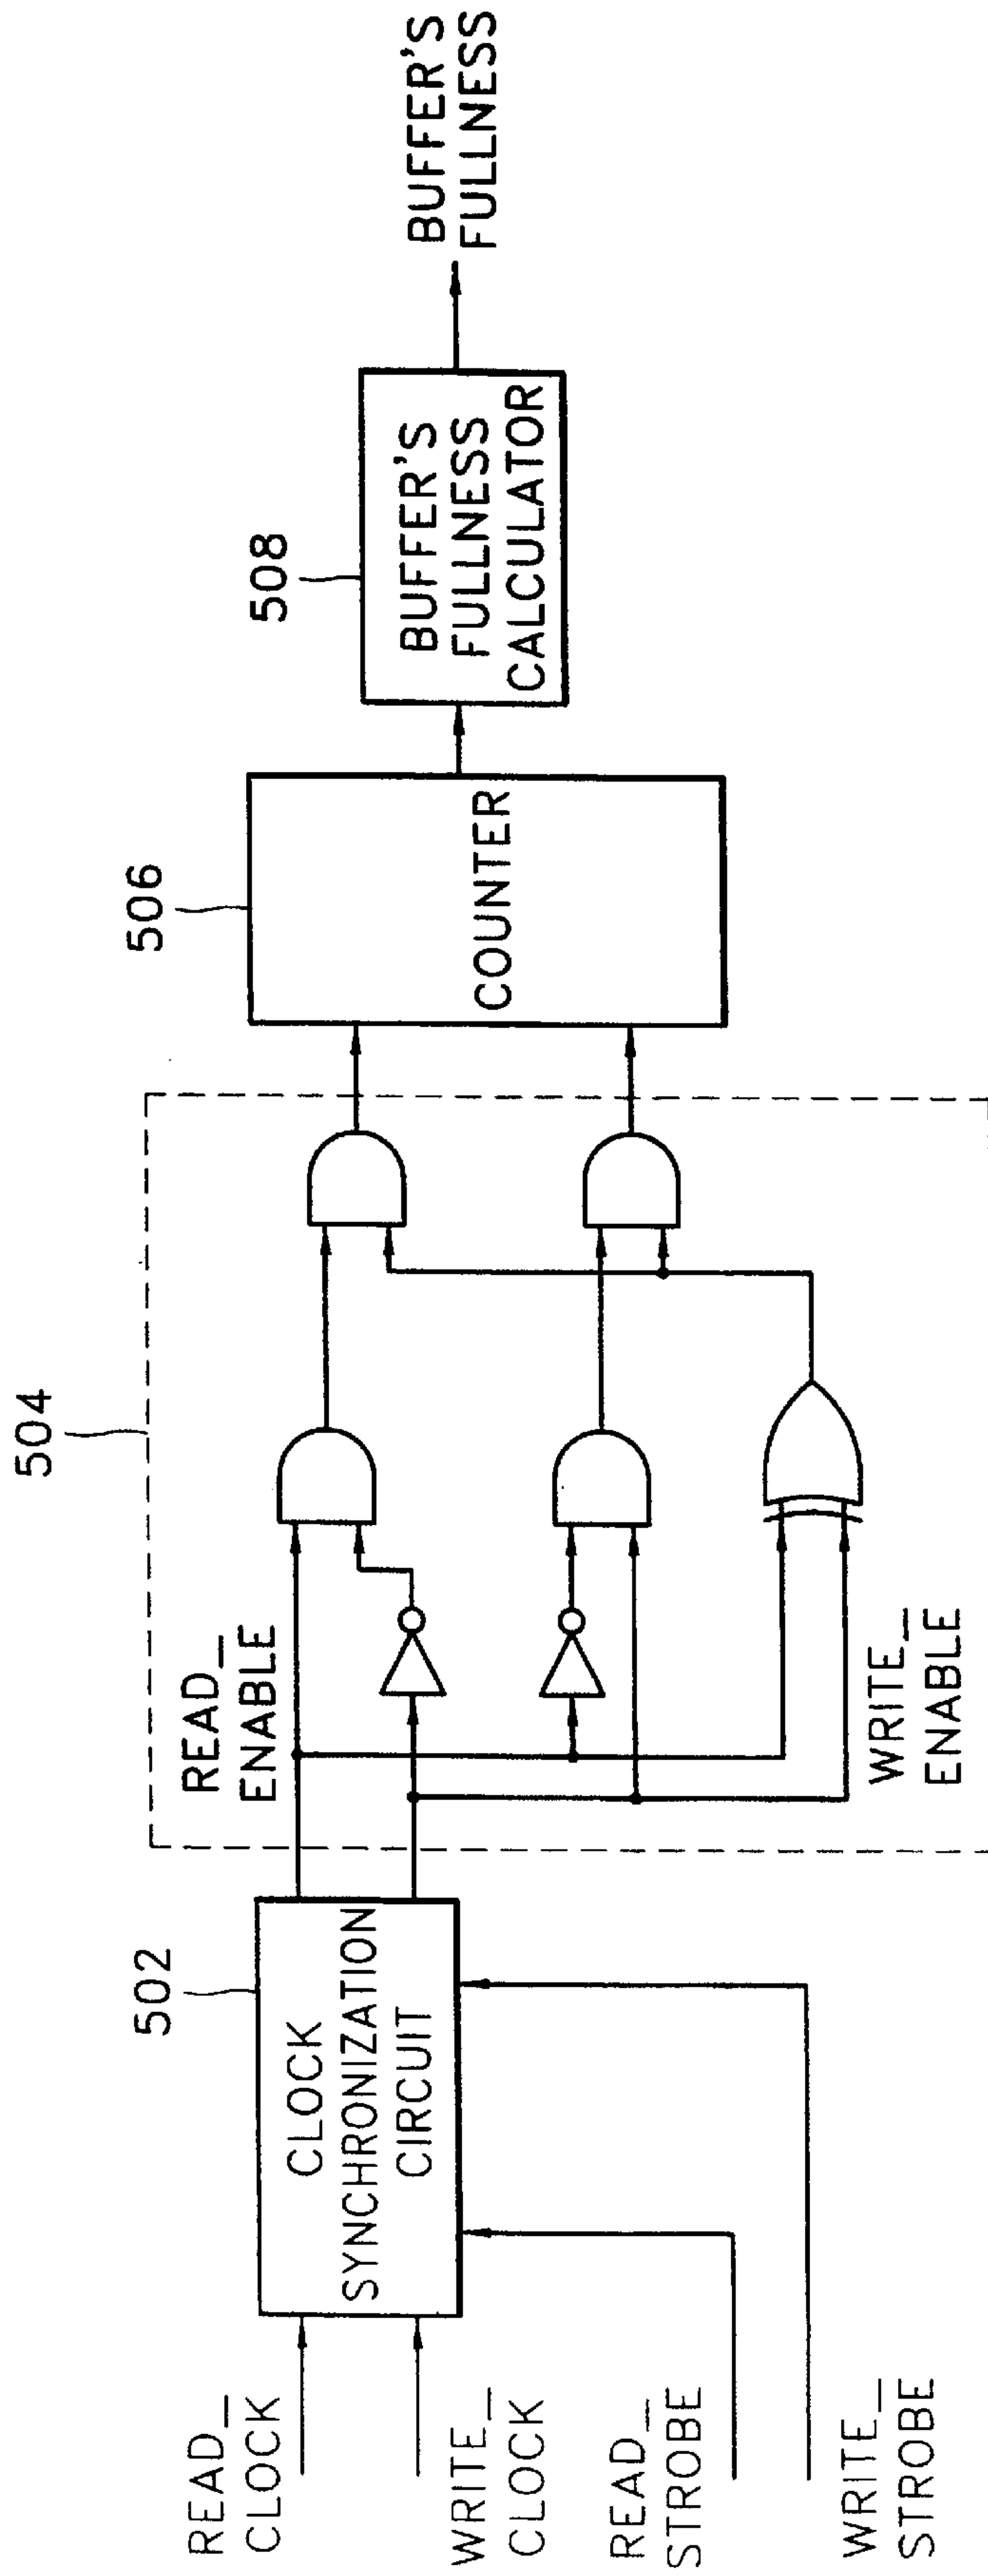 READ_
CLOCK
WRITE_
CLOCK
READ_
STROBE
WRITE_
STROBE
502
CLOCK
SYNCHRONIZATION
CIRCUIT
504
READ_
ENABLE
WRITE_
ENABLE
506
COUNTER
508
BUFFER'S
FULLNESS
CALCULATOR
BUFFER'S
FULLNESS